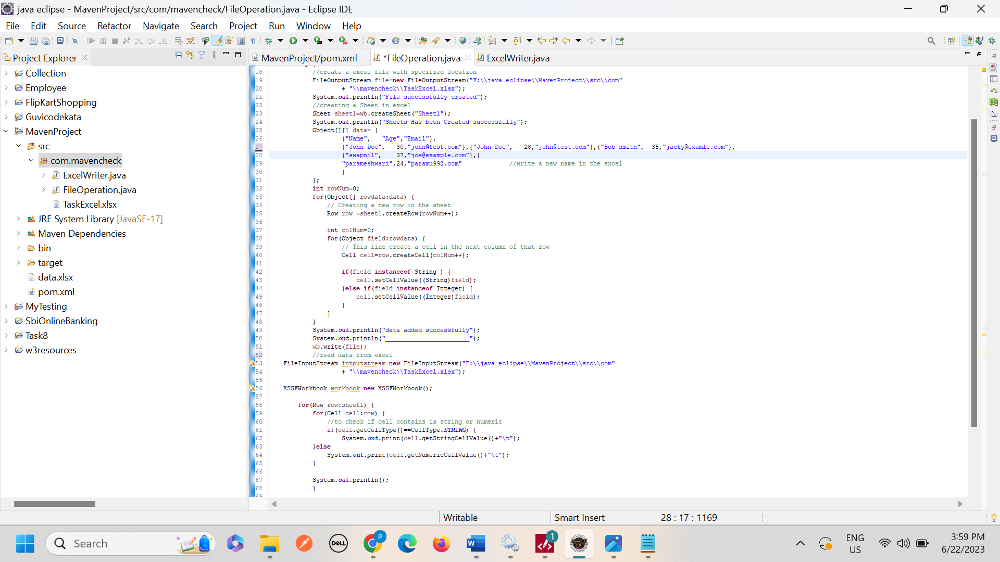 java eclipse - MavenProject/src/com/mavencheck/FileOperation.java - Eclipse IDE
File Edit Source Refactor Navigate Search Project Run Window Help
Project Explorer
Collection
Employee
FlipKartShopping
Guvicodekata
MavenProject
src
com.mavencheck
ExcelWriter.java
FileOperation.java
TaskExcel.xlsx
JRE System Library [JavaSE-17]
Maven Dependencies
bin
target
data.xlsx
pom.xml
MyTesting
SbiOnlineBanking
Task8
w3resources
MavenProject/pom.xml *FileOperation.java ExcelWriter.java
18 //create a excel file with specified location
19 FileOutputStream file=new FileOutputStream("F:\\java eclipse\\MavenProject\\src\\com"
20 + "\\mavencheck\\TaskExcel.xlsx");
21 System.out.println("File successfully created");
22 //creating a Sheet in excel
23 Sheet sheet1=wb.createSheet("Sheet1");
24 System.out.println("Sheets Has been Created successfully");
25 Object[][] data= {
26 {"Name", "Age","Email"},
27 {"John Doe", 30,"john@test.com"},{"John Doe", 28,"john@test.com"},{"Bob smith", 35,"jacky@examle.com"},
28 {"swapnil", 37,"joe@example.com"},{
29 "parameshwari",24,"paramu99@.com" //write a new name in the excel
30 }
31 };
32 int rowNum=0;
33 for(Object[] rowdata:data) {
34 // Creating a new row in the sheet
35 Row row =sheet1.createRow(rowNum++);
36
37 int colNum=0;
38 for(Object field:rowdata) {
39 // This line create a cell in the next column of that row
40 Cell cell=row.createCell(colNum++);
41
42 if(field instanceof String ) {
43 cell.setCellValue((String)field);
44 }else if(field instanceof Integer) {
45 cell.setCellValue((Integer)field);
46 }
47 }
48 }
49 System.out.println("data added successfully");
50 System.out.println("_______________________");
51 wb.write(file);
52 //read data from excel
53 FileInputStream intputstream=new FileInputStream("F:\\java eclipse\\MavenProject\\src\\com"
54 + "\\mavencheck\\TaskExcel.xlsx");
55
56 XSSFWorkbook workbook=new XSSFWorkbook();
57
58 for(Row row:sheet1) {
59 for(Cell cell:row) {
60 //to check if cell contains is string or numeric
61 if(cell.getCellType()==CellType.STRING) {
62 System.out.print(cell.getStringCellValue()+"\t");
63 }else
64 System.out.print(cell.getNumericCellValue()+"\t");
65 }
66
67 System.out.println();
68 }
69
Writable Smart Insert 28 : 17 : 1169
Search
DELL
p
W
1
Java EE
IDE
ENG
US
3:59 PM
6/22/2023